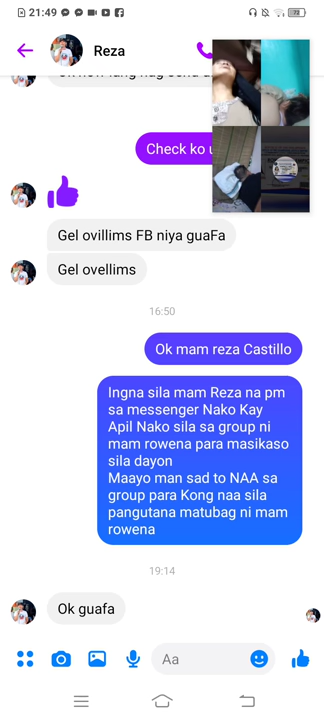 21:49
Reza
Check ko u
Gel ovillims FB niya guaFa
Gel ovellims
16:50
Ok mam reza Castillo
Ingna sila mam Reza na pm
sa messenger Nako Kay
Apil Nako sila sa group ni
mam rowena para masikaso
sila dayon
Maayo man sad to NAA sa
group para Kong naa sila
pangutana matubag ni mam
rowena
19:14
Ok guafa
Aa